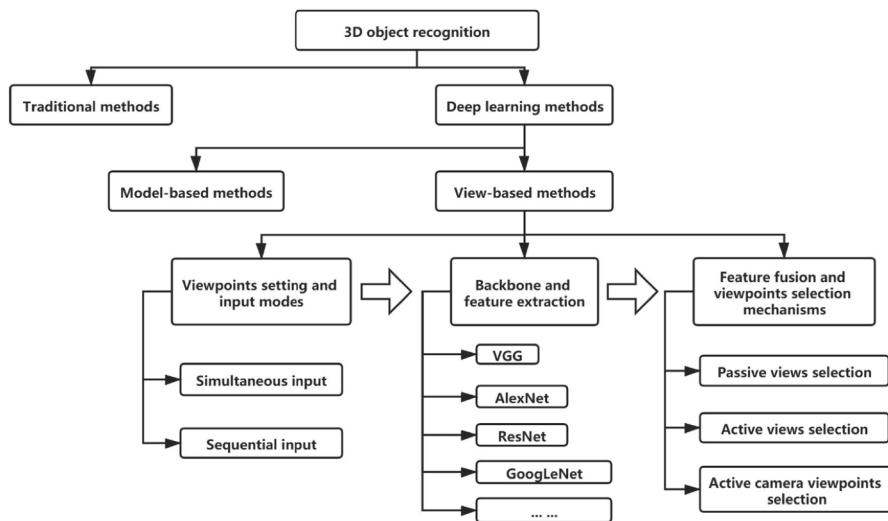 3D object recognition
Traditional methods
Deep learning methods
Model-based methods
View-based methods
Viewpoints setting and
input modes
Backbone and
feature extraction
Feature fusion and
viewpoints selection
mechanisms
Simultaneous input
Sequential input
VGG
AlexNet
ResNet
GoogLeNet
... ...
Passive views selection
Active views selection
Active camera viewpoints
selection